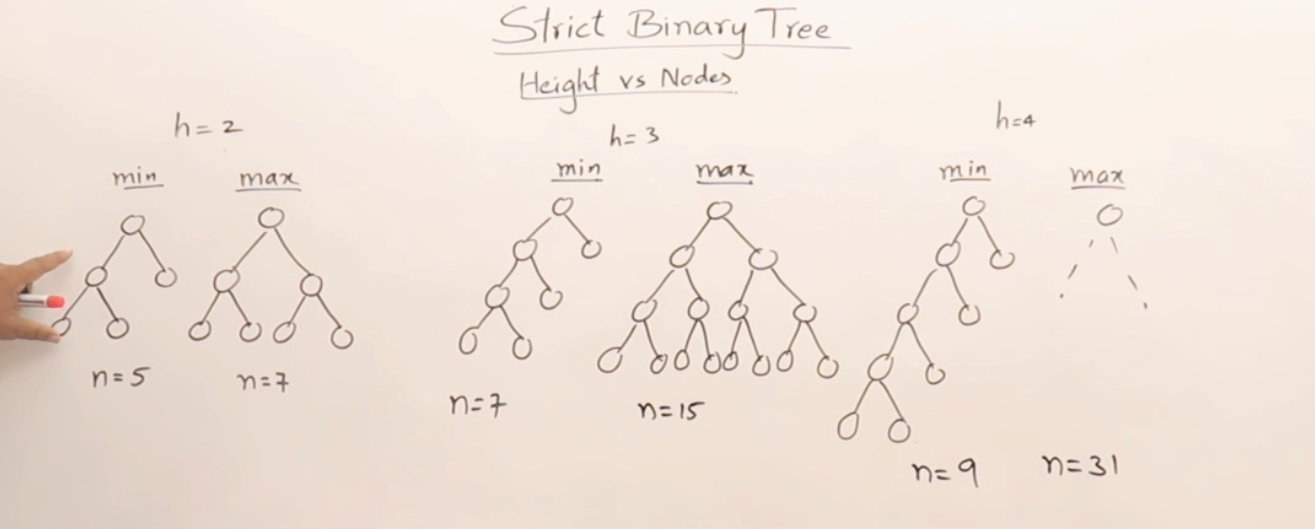 Strict Binary Tree
Height vs Nodes
h=2
min max
n=5 n=7
h=3
min max
n=7 n=15
h=4
min max
n=9 n=31